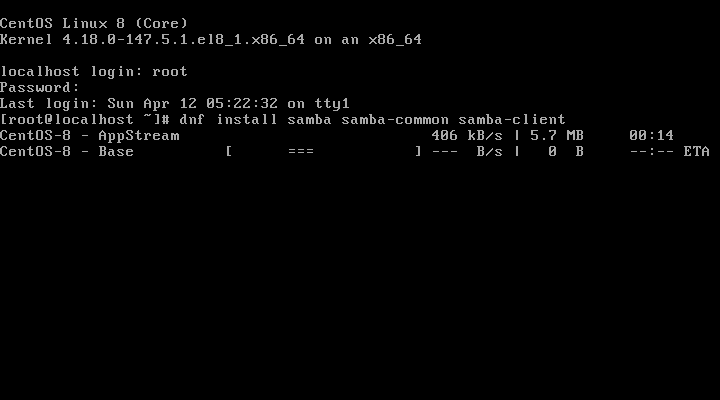 CentOS Linux 8 (Core)
Kernel 4.18.0-147.5.1.el8_1.x86_64 on an x86_64
localhost login: root
Password:
Last login: Sun Apr 12 05:22:32 on tty1
[root@localhost ~]# dnf install samba samba-common samba-client
CentOS-8 - AppStream 406 kB/s | 5.7 MB 00:14
CentOS-8 - Base [ === ] --- B/s | 0 B --:-- ETA